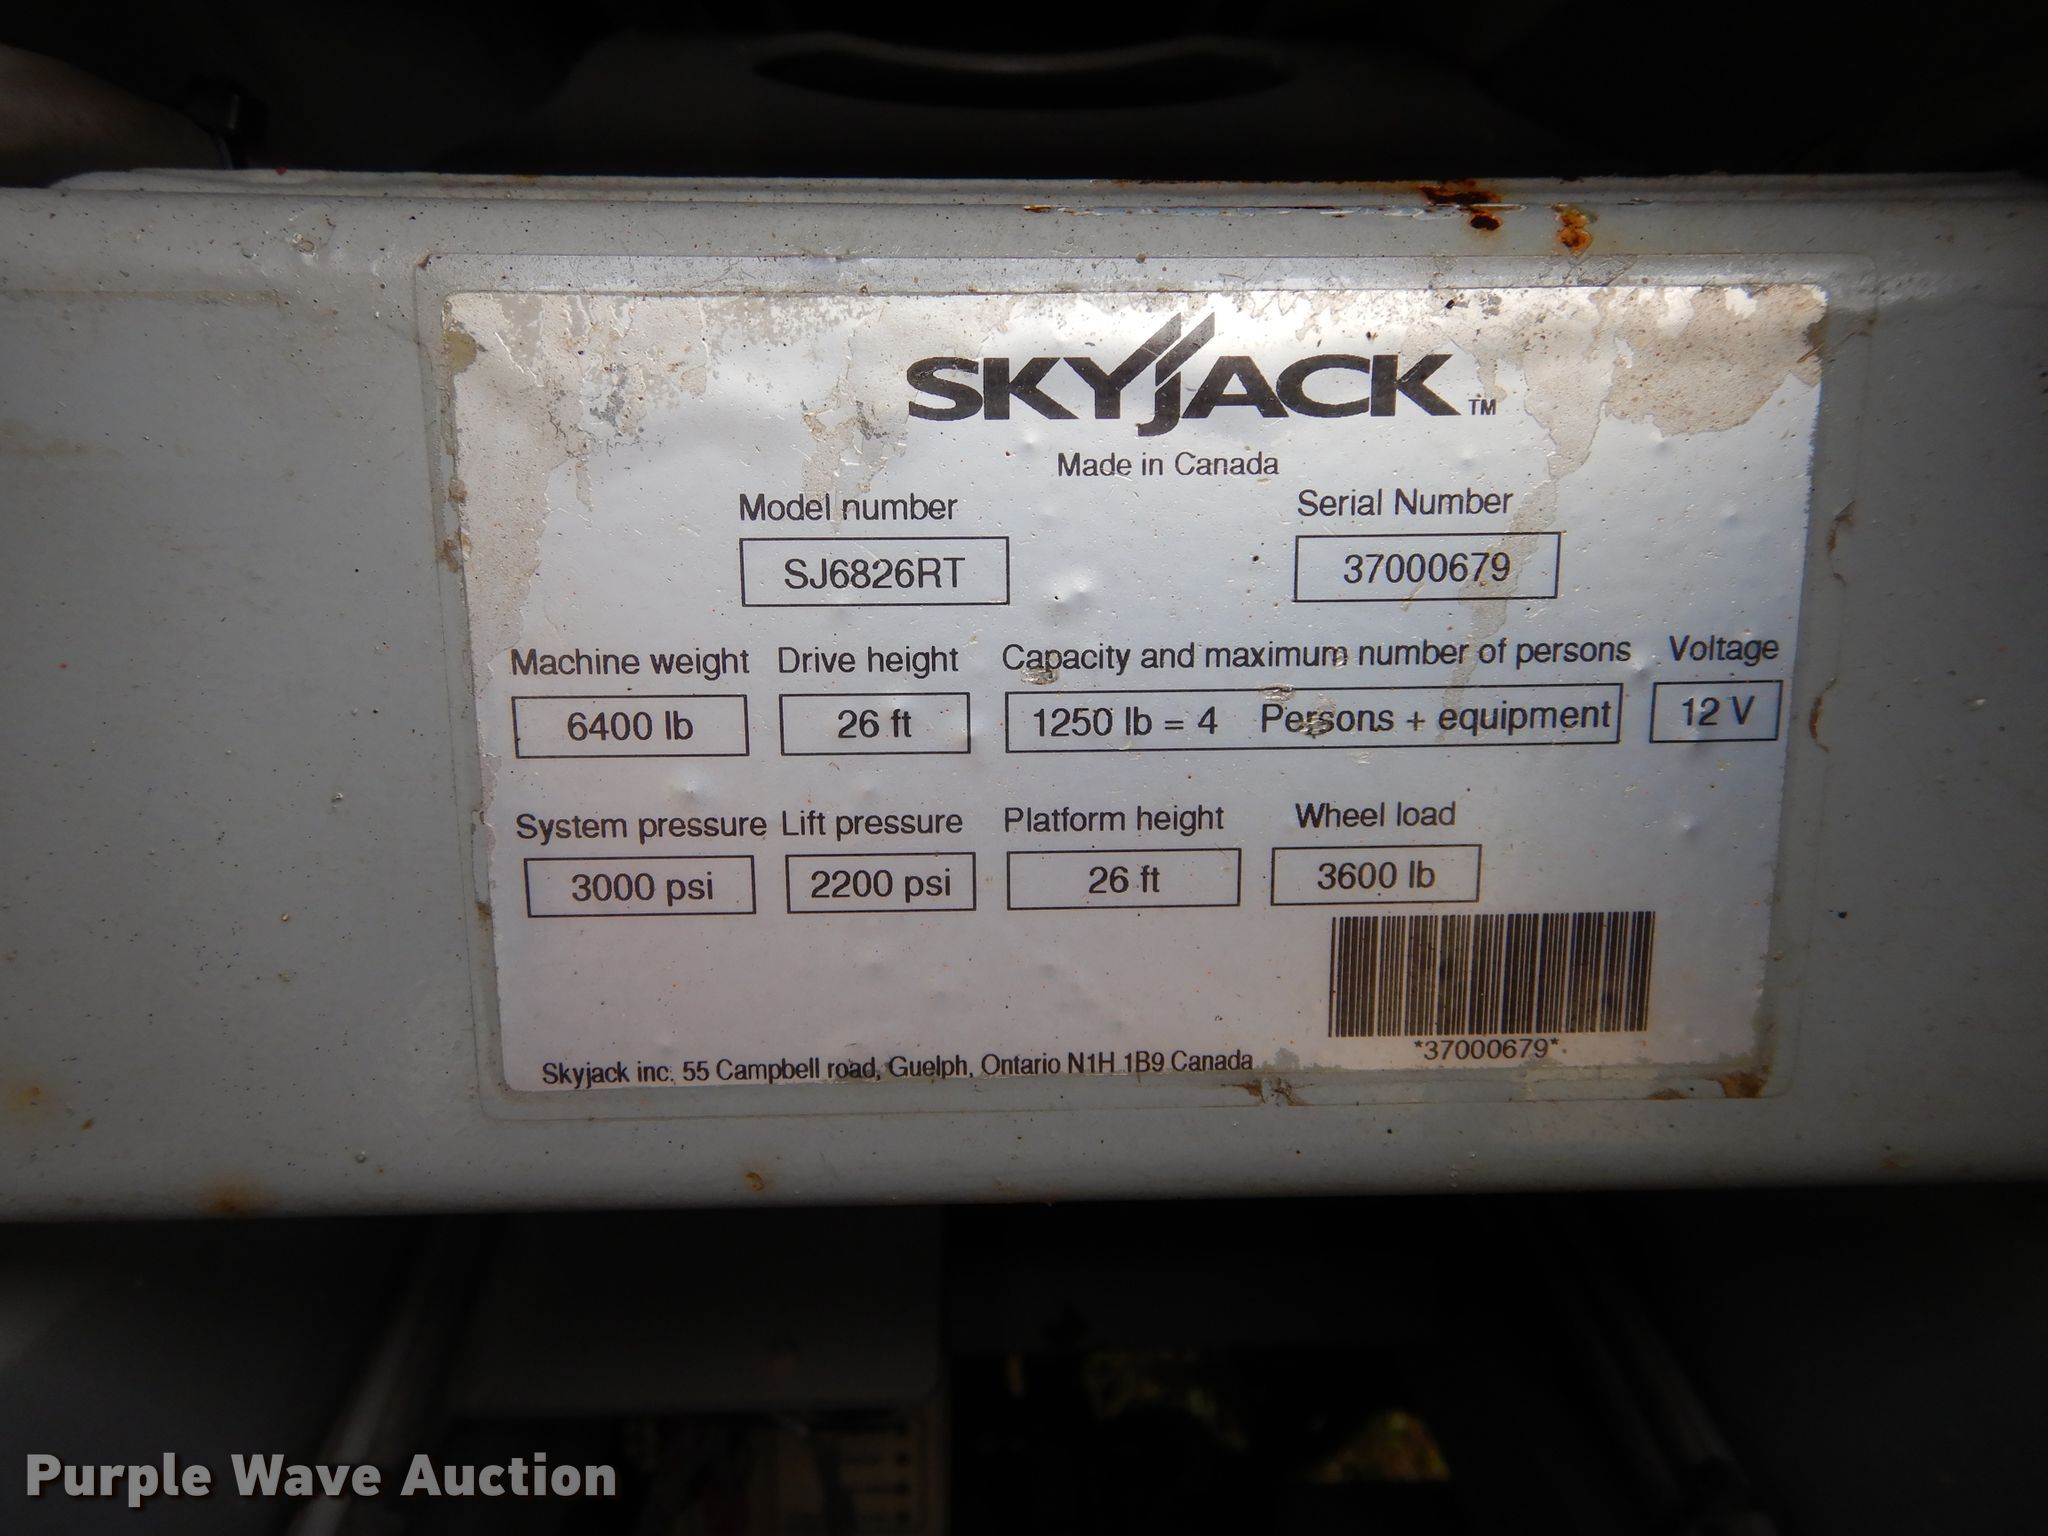 SKYJACK™
Made in Canada
Model number Serial Number
SJ6826RT 37000679
Machine weight Drive height Capacity and maximum number of persons Voltage
6400 lb 26 ft 1250 lb = 4 Persons + equipment 12 V
System pressure Lift pressure Platform height Wheel load
3000 psi 2200 psi 26 ft 3600 lb
*37000679*
Skyjack inc. 55 Campbell road, Guelph, Ontario N1H 1B9 Canada
Purple Wave Auction